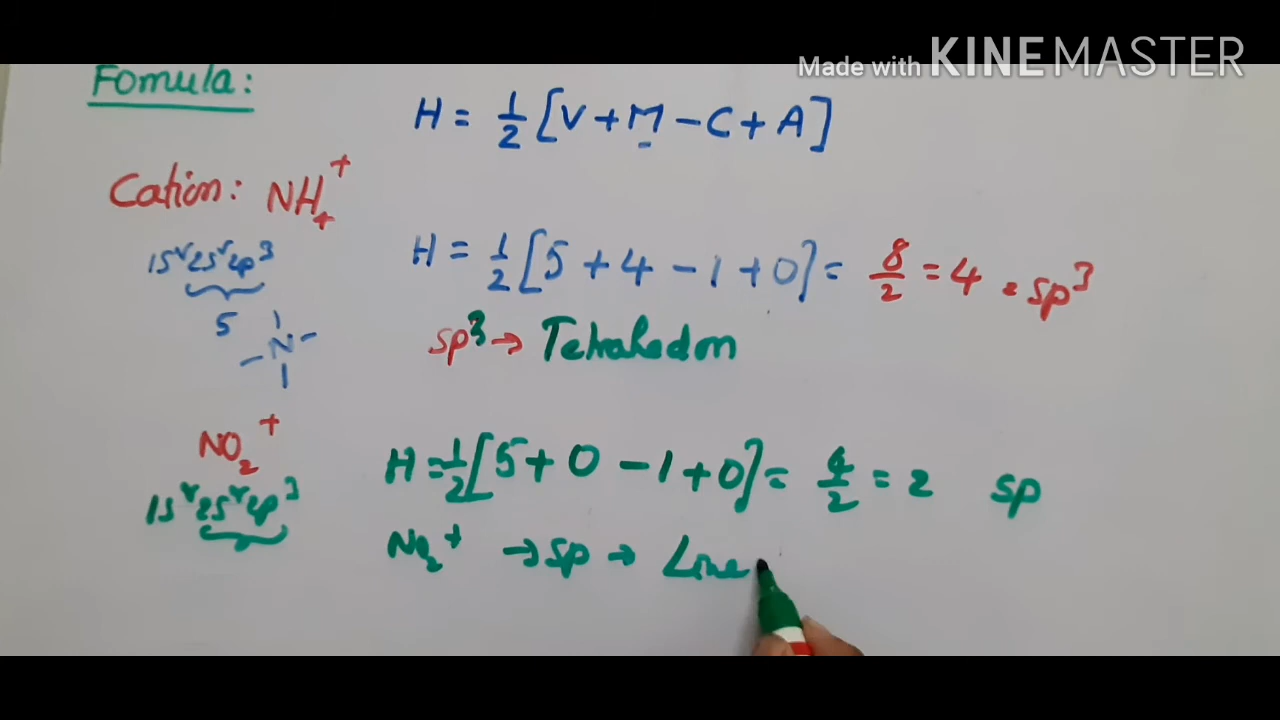 Made with KINEMASTER
Fomula:
H = 1/2 [V + M - C + A]
Cation: NH4+
1s²2s²2p³
H = 1/2 [5 + 4 - 1 + 0] = 8/2 = 4 = sp³
5
N
sp³ → Tetrahedon
NO2+
H = 1/2 [5 + 0 - 1 + 0] = 4/2 = 2 sp
1s²2s²2p³
NO2+ → sp → Line